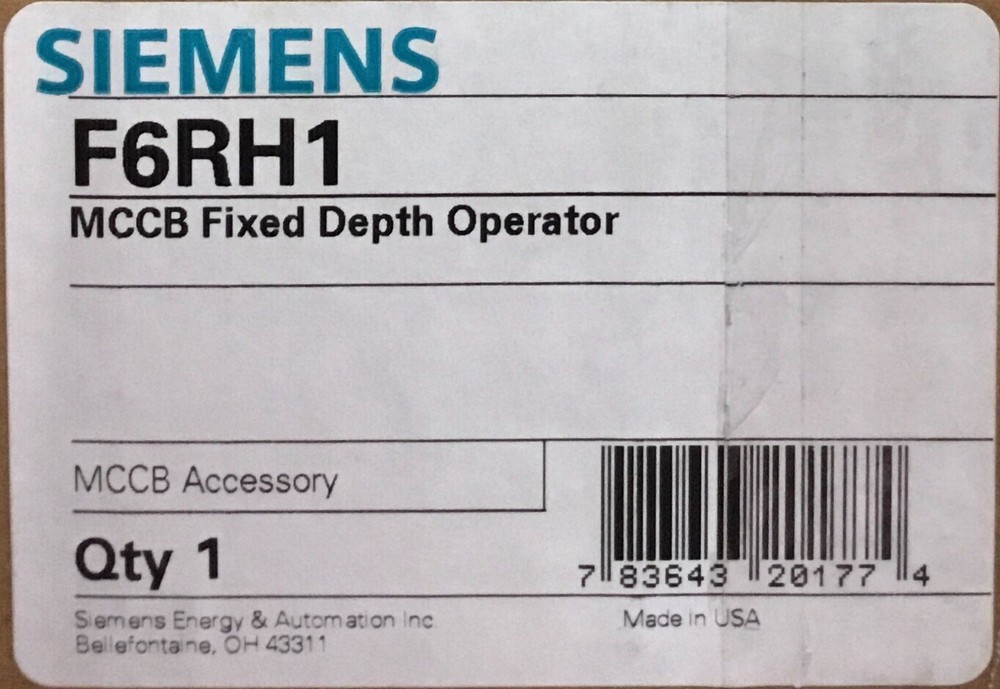 SIEMENS
F6RH1
MCCB Fixed Depth Operator
MCCB Accessory
Qty 1
7 83643 20177 4
Siemens Energy & Automation Inc
Bellefontaine, OH 43311
Made in USA